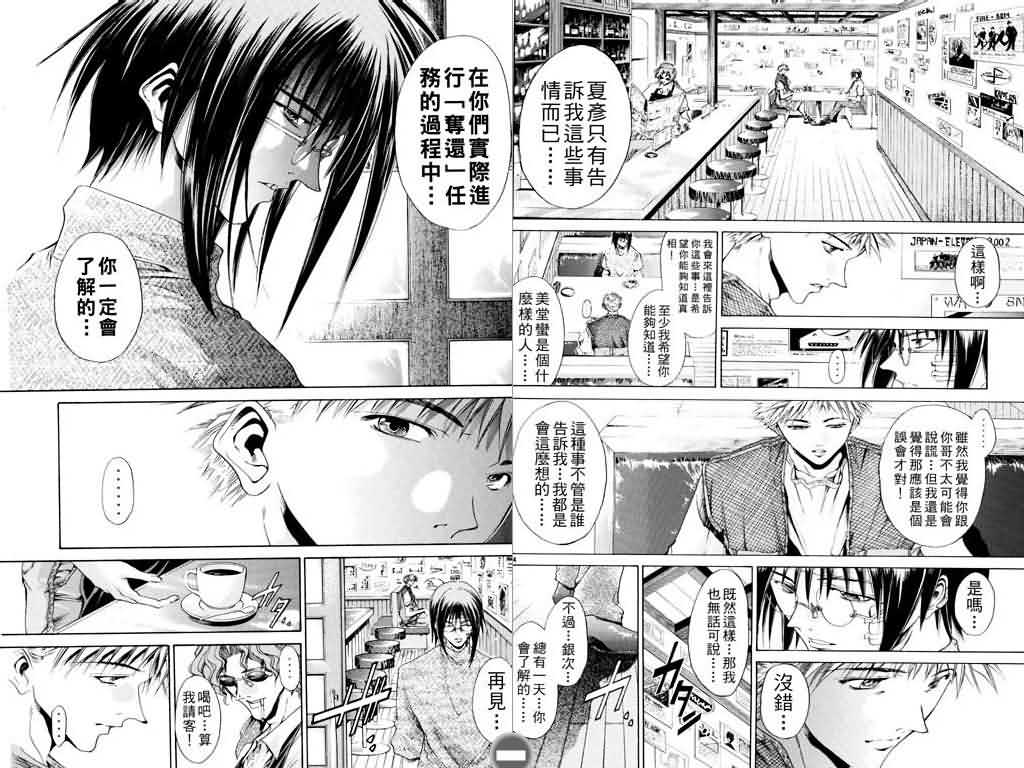 夏彥只有告
訴我這些事
情而已……
這樣啊…
我會來這裡告訴
你這些事…是希
望你能夠知道真
相！
至少我希望你
能夠知道……
美堂蠻是個什
麼樣的人……
……
雖然我覺得你跟
你哥不太可能會
說謊…但我還是
覺得那應該是個
誤會才對！
這種事不管是誰
告訴我…我都是
會這麼想的……
是嗎…
沒錯…
既然這樣…那我
也無話可說……
不過…銀次…
總有一天…你
會了解的……
再見…
在你們實際進
行「奪還」任
務的過程中…
你一定會
了解的…
……
…
喝吧…算
我請客！
…
JAPAN-
2002
ガタ
ガタ